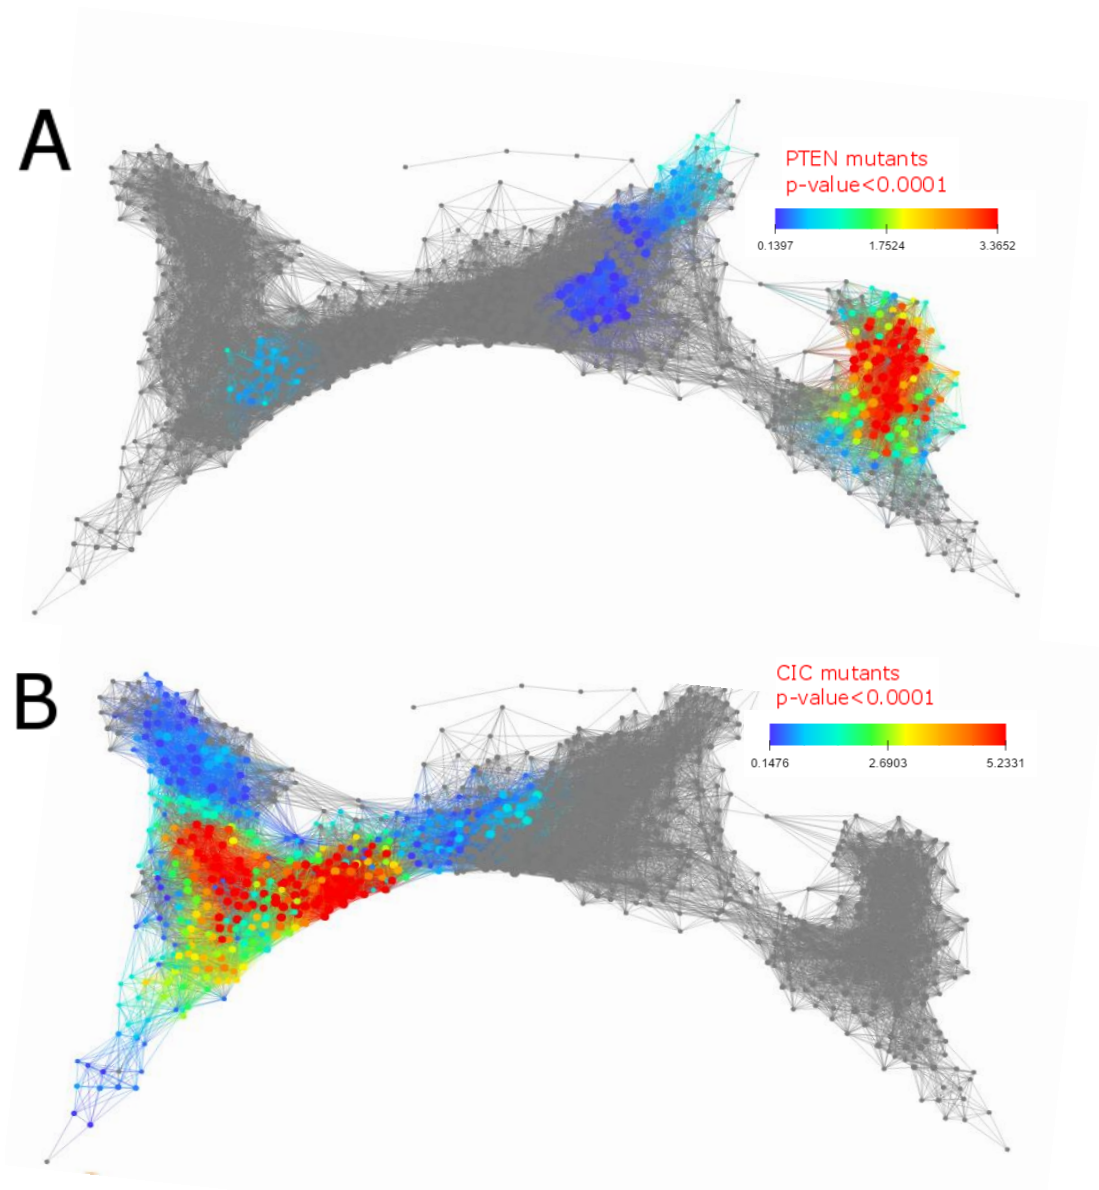 A
PTEN mutants
p-value<0.0001
0.1397 1.7524 3.3652
B
CIC mutants
p-value<0.0001
0.1476 2.6903 5.2331